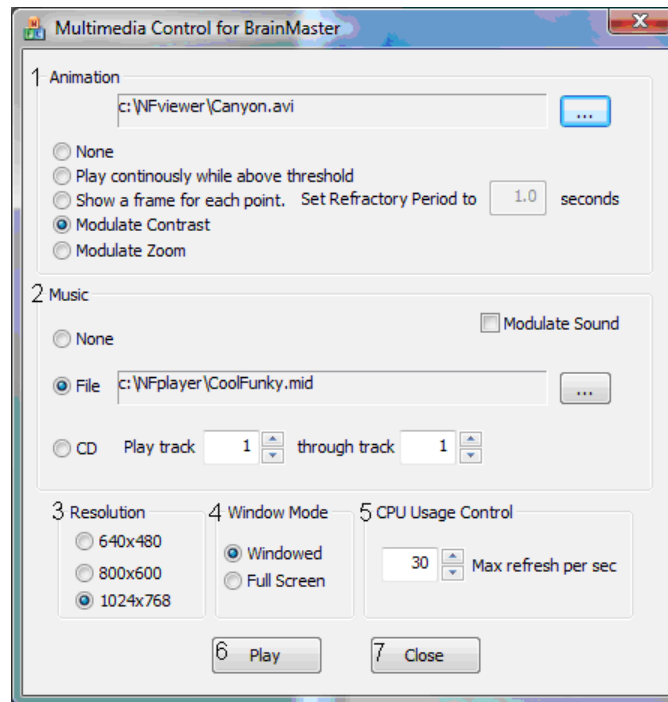 Multimedia Control for BrainMaster
1 Animation
c:\NFviewer\Canyon.avi ...
None
Play continously while above threshold
Show a frame for each point. Set Refractory Period to 1.0 seconds
Modulate Contrast
Modulate Zoom
2 Music
Modulate Sound
None
File c:\NFplayer\CoolFunky.mid ...
CD Play track 1 through track 1
3 Resolution
640x480
800x600
1024x768
4 Window Mode
Windowed
Full Screen
5 CPU Usage Control
30 Max refresh per sec
6 Play
7 Close